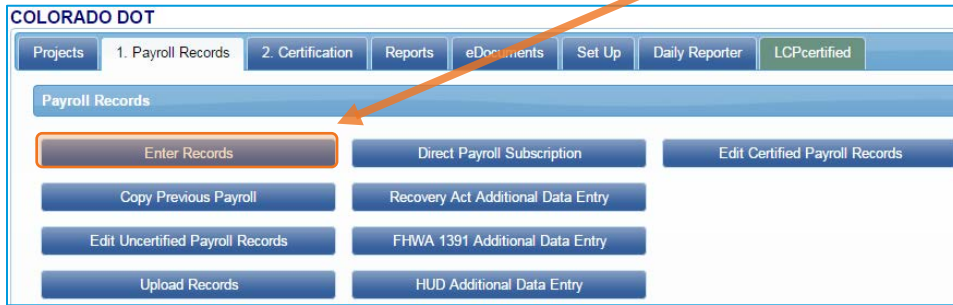 COLORADO DOT
Projects 1. Payroll Records 2. Certification Reports eDocuments Set Up Daily Reporter LCPcertified
Payroll Records
Enter Records Direct Payroll Subscription Edit Certified Payroll Records
Copy Previous Payroll Recovery Act Additional Data Entry
Edit Uncertified Payroll Records FHWA 1391 Additional Data Entry
Upload Records HUD Additional Data Entry